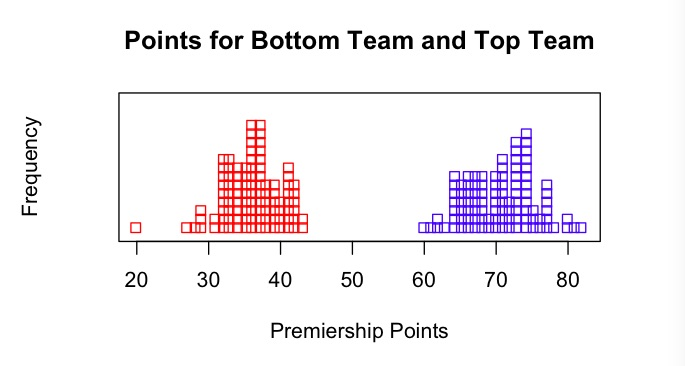 Points for Bottom Team and Top Team
Frequency
20 30 40 50 60 70 80
Premiership Points